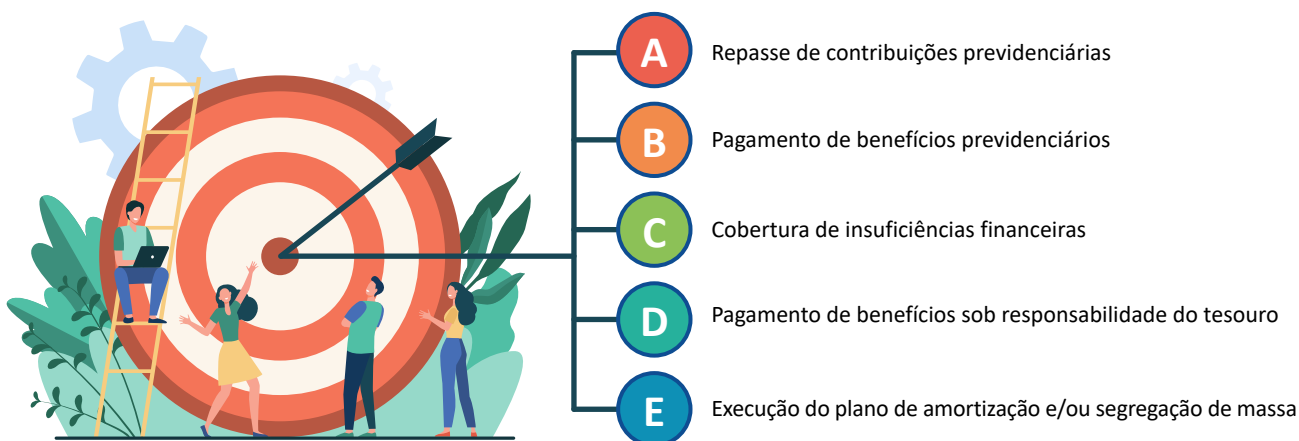 A Repasse de contribuições previdenciárias
B Pagamento de benefícios previdenciários
C Cobertura de insuficiências financeiras
D Pagamento de benefícios sob responsabilidade do tesouro
E Execução do plano de amortização e/ou segregação de massa